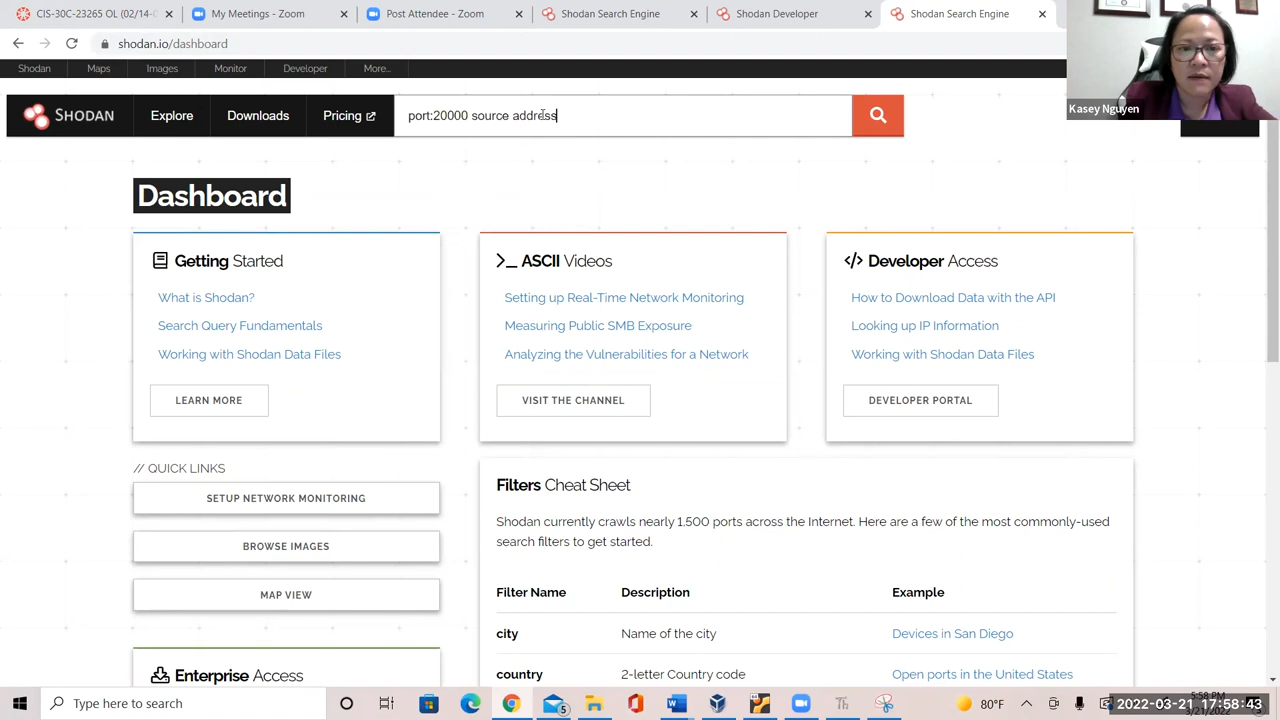 CIS-30C-23265 OL (02/14-0
My Meetings - Zoom
Post Attendee - Zoom
Shodan Search Engine
Shodan Developer
Shodan Search Engine
shodan.io/dashboard
Shodan
Maps
Images
Monitor
Developer
More...
SHODAN
Explore
Downloads
Pricing
port:20000 source address
Kasey Nguyen
Dashboard
Getting Started
What is Shodan?
Search Query Fundamentals
Working with Shodan Data Files
LEARN MORE
ASCII Videos
Setting up Real-Time Network Monitoring
Measuring Public SMB Exposure
Analyzing the Vulnerabilities for a Network
VISIT THE CHANNEL
Developer Access
How to Download Data with the API
Looking up IP Information
Working with Shodan Data Files
DEVELOPER PORTAL
// QUICK LINKS
SETUP NETWORK MONITORING
BROWSE IMAGES
MAP VIEW
Enterprise Access
Filters Cheat Sheet
Shodan currently crawls nearly 1,500 ports across the Internet. Here are a few of the most commonly-used
search filters to get started.
Filter Name Description Example
city Name of the city Devices in San Diego
country 2-letter Country code Open ports in the United States
Type here to search
5
80°F
5:58 PM
2022-03-21 17:58:43
3/21/2022